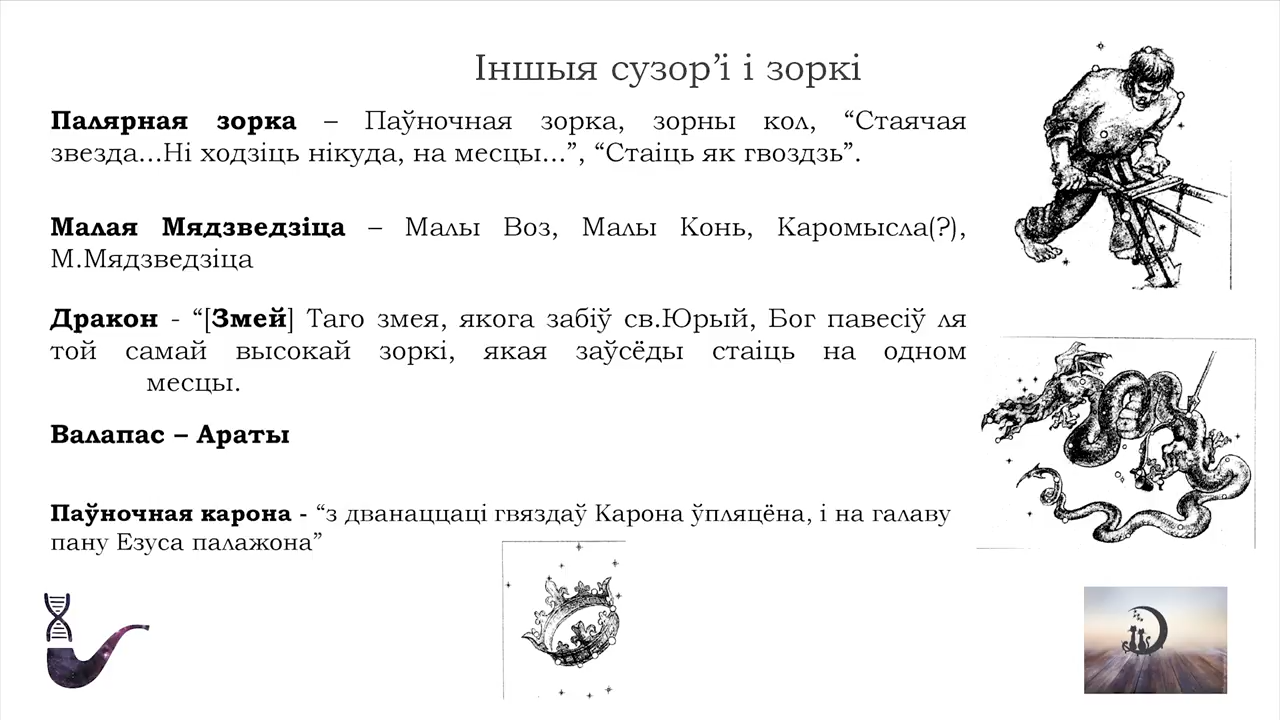 Іншыя сузор’і і зоркі
Палярная зорка – Паўночная зорка, зорны кол, “Стаячая
звезда...Ні ходзіць нікуда, на месцы...”, “Стаіць як гвоздзь”.
Малая Мядзведзіца – Малы Воз, Малы Конь, Каромысла(?),
М.Мядзведзіца
Дракон - “[Змей] Таго змея, якога забіў св.Юрый, Бог павесіў ля
той самай высокай зоркі, якая заўсёды стаіць на одном
месцы.
Валапас – Араты
Паўночная карона - “з дванаццаці гвяздаў Карона ўпляцёна, і на галаву
пану Езуса палажона”